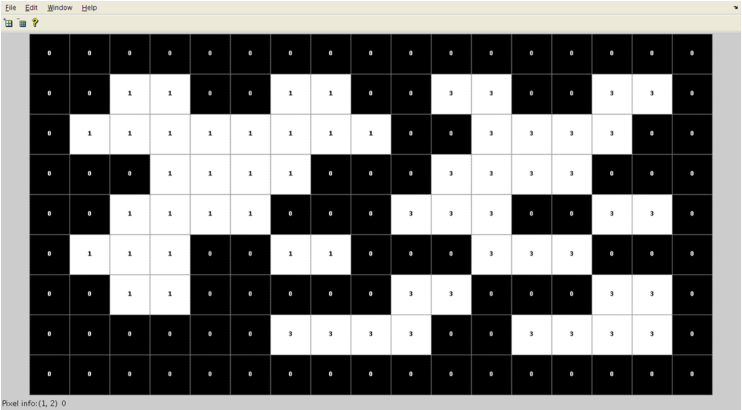 File Edit Window Help
0 0 0 0 0 0 0 0 0 0 0 0 0 0 0 0 0
0 0 1 1 0 0 1 1 0 0 3 3 0 0 3 3 0
0 1 1 1 1 1 1 1 1 0 0 3 3 3 3 0 0
0 0 0 1 1 1 1 0 0 0 3 3 3 3 0 0 0
0 0 1 1 1 1 0 0 0 3 3 3 0 0 3 3 0
0 1 1 1 0 0 1 1 0 0 0 3 3 3 0 0 0
0 0 1 1 0 0 0 0 0 3 3 0 0 0 3 3 0
0 0 0 0 0 0 3 3 3 3 0 0 3 3 3 3 0
0 0 0 0 0 0 0 0 0 0 0 0 0 0 0 0 0
Pixel info:(1, 2) 0